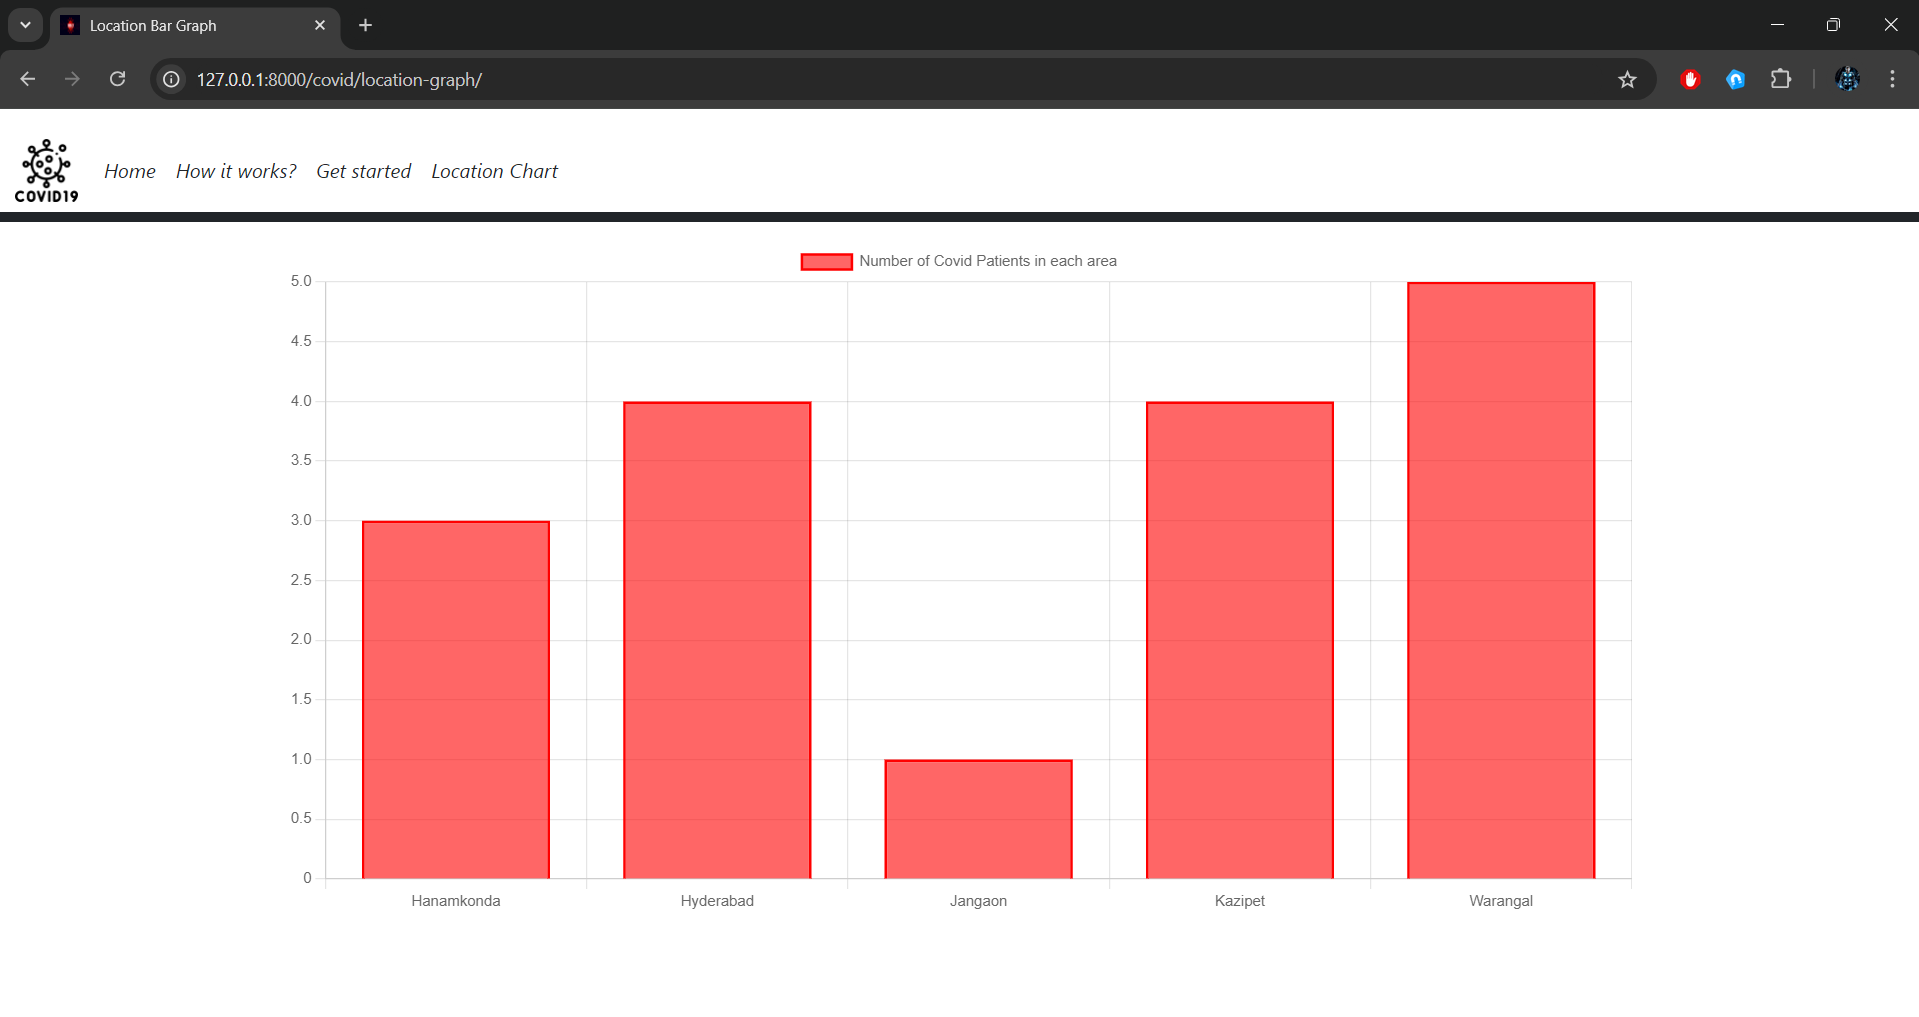 Location Bar Graph
127.0.0.1:8000/covid/location-graph/
COVID19
Home How it works? Get started Location Chart
Number of Covid Patients in each area
5.0
4.5
4.0
3.5
3.0
2.5
2.0
1.5
1.0
0.5
0
Hanamkonda Hyderabad Jangaon Kazipet Warangal